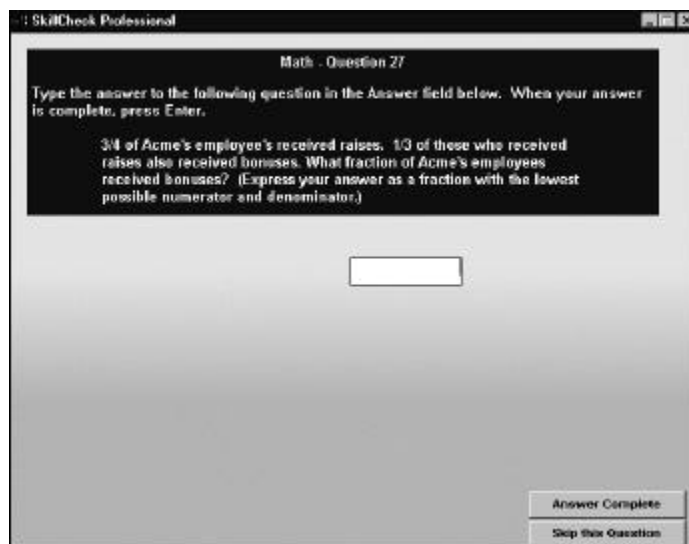 SkillCheck Professional
Math - Question 27
Type the answer to the following question in the Answer field below. When your answer
is complete, press Enter.
3/4 of Acme's employee's received raises. 1/3 of those who received
raises also received bonuses. What fraction of Acme's employees
received bonuses? (Express your answer as a fraction with the lowest
possible numerator and denominator.)
Answer Complete
Skip this Question